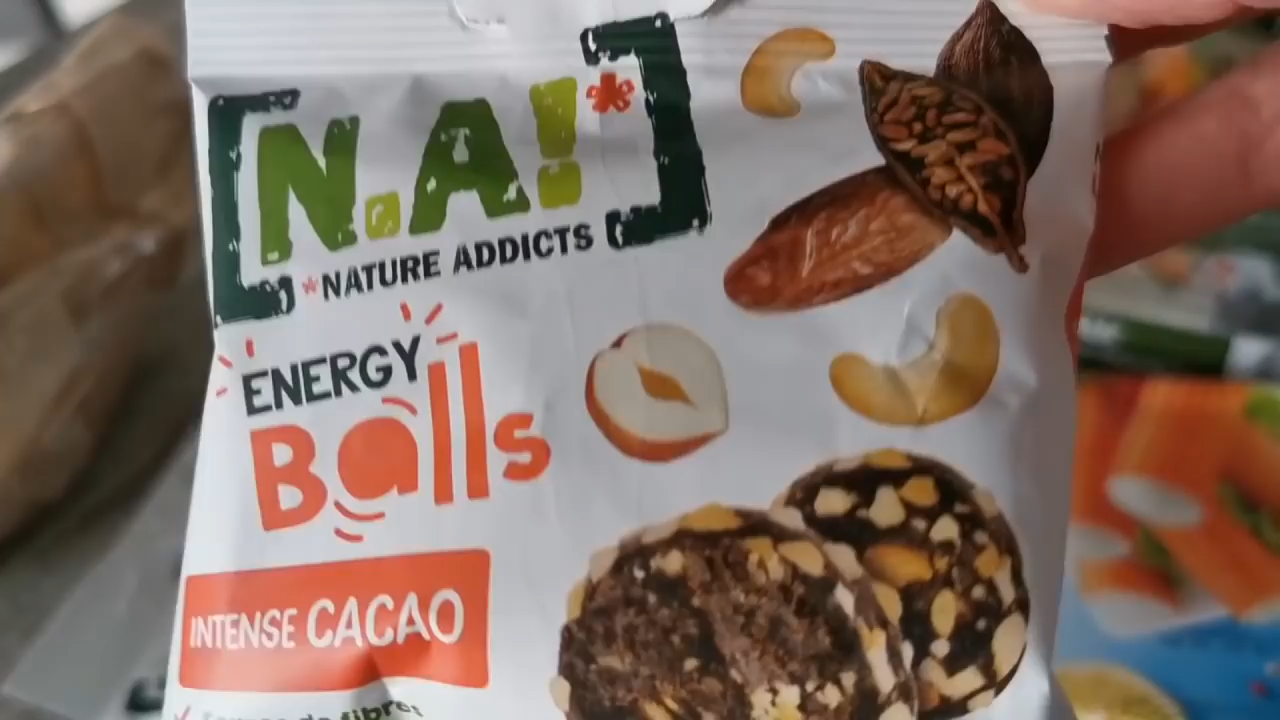 [N.A!*]
*NATURE ADDICTS
ENERGY
Balls
INTENSE CACAO